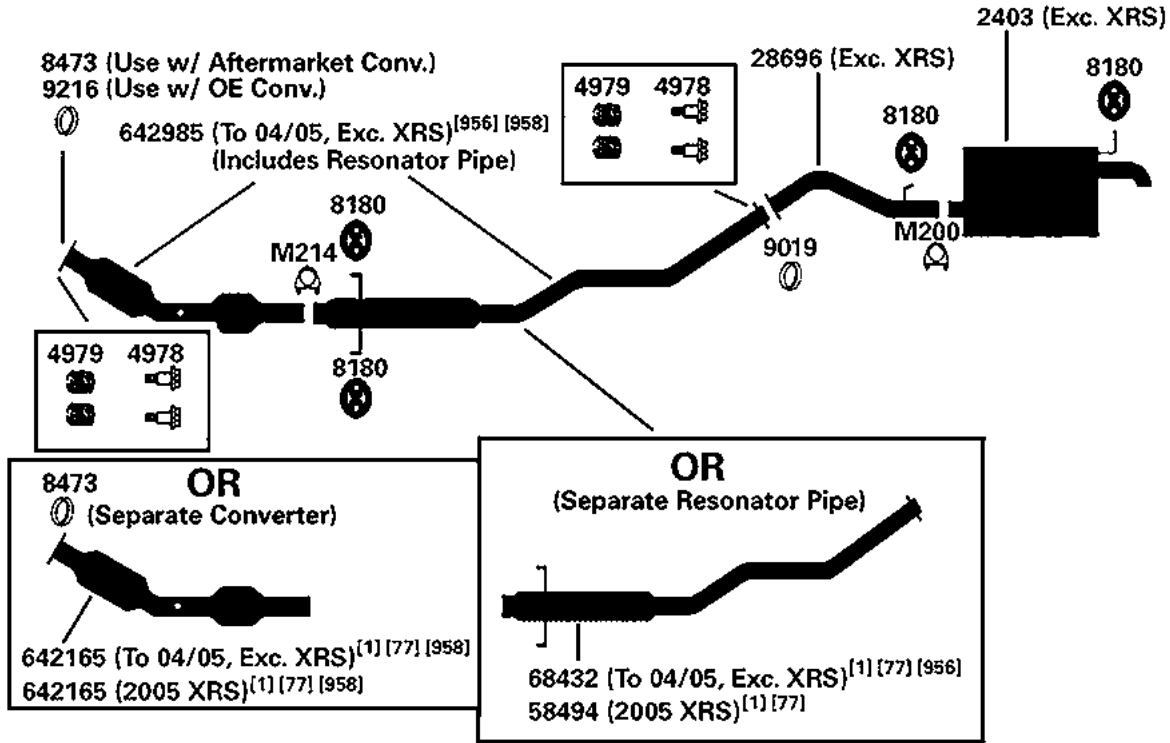 2403 (Exc. XRS)
8473 (Use w/ Aftermarket Conv.)
9216 (Use w/ OE Conv.)
28696 (Exc. XRS)
8180
4979 4978
8180
642985 (To 04/05, Exc. XRS)[956] [958]
(Includes Resonator Pipe)
8180
M214
9019
M200
4979 4978
8180
8473
OR
(Separate Converter)
642165 (To 04/05, Exc. XRS)[1] [77] [958]
642165 (2005 XRS)[1] [77] [958]
OR
(Separate Resonator Pipe)
68432 (To 04/05, Exc. XRS)[1] [77] [956]
58494 (2005 XRS)[1] [77]